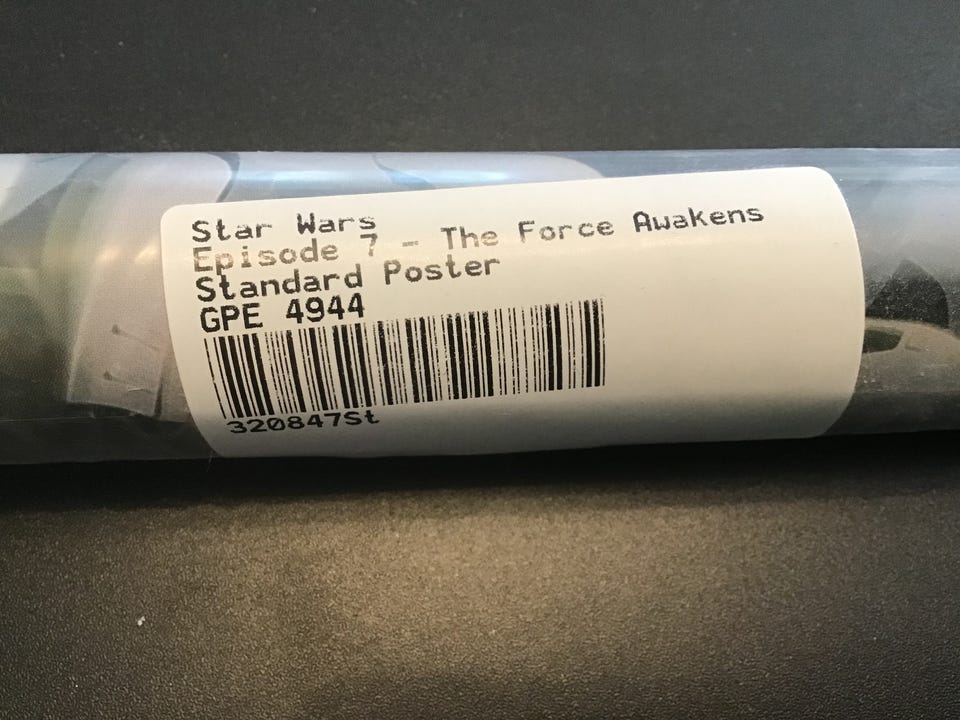 Star Wars
Episode 7 - The Force Awakens
Standard Poster
GPE 4944
320847St